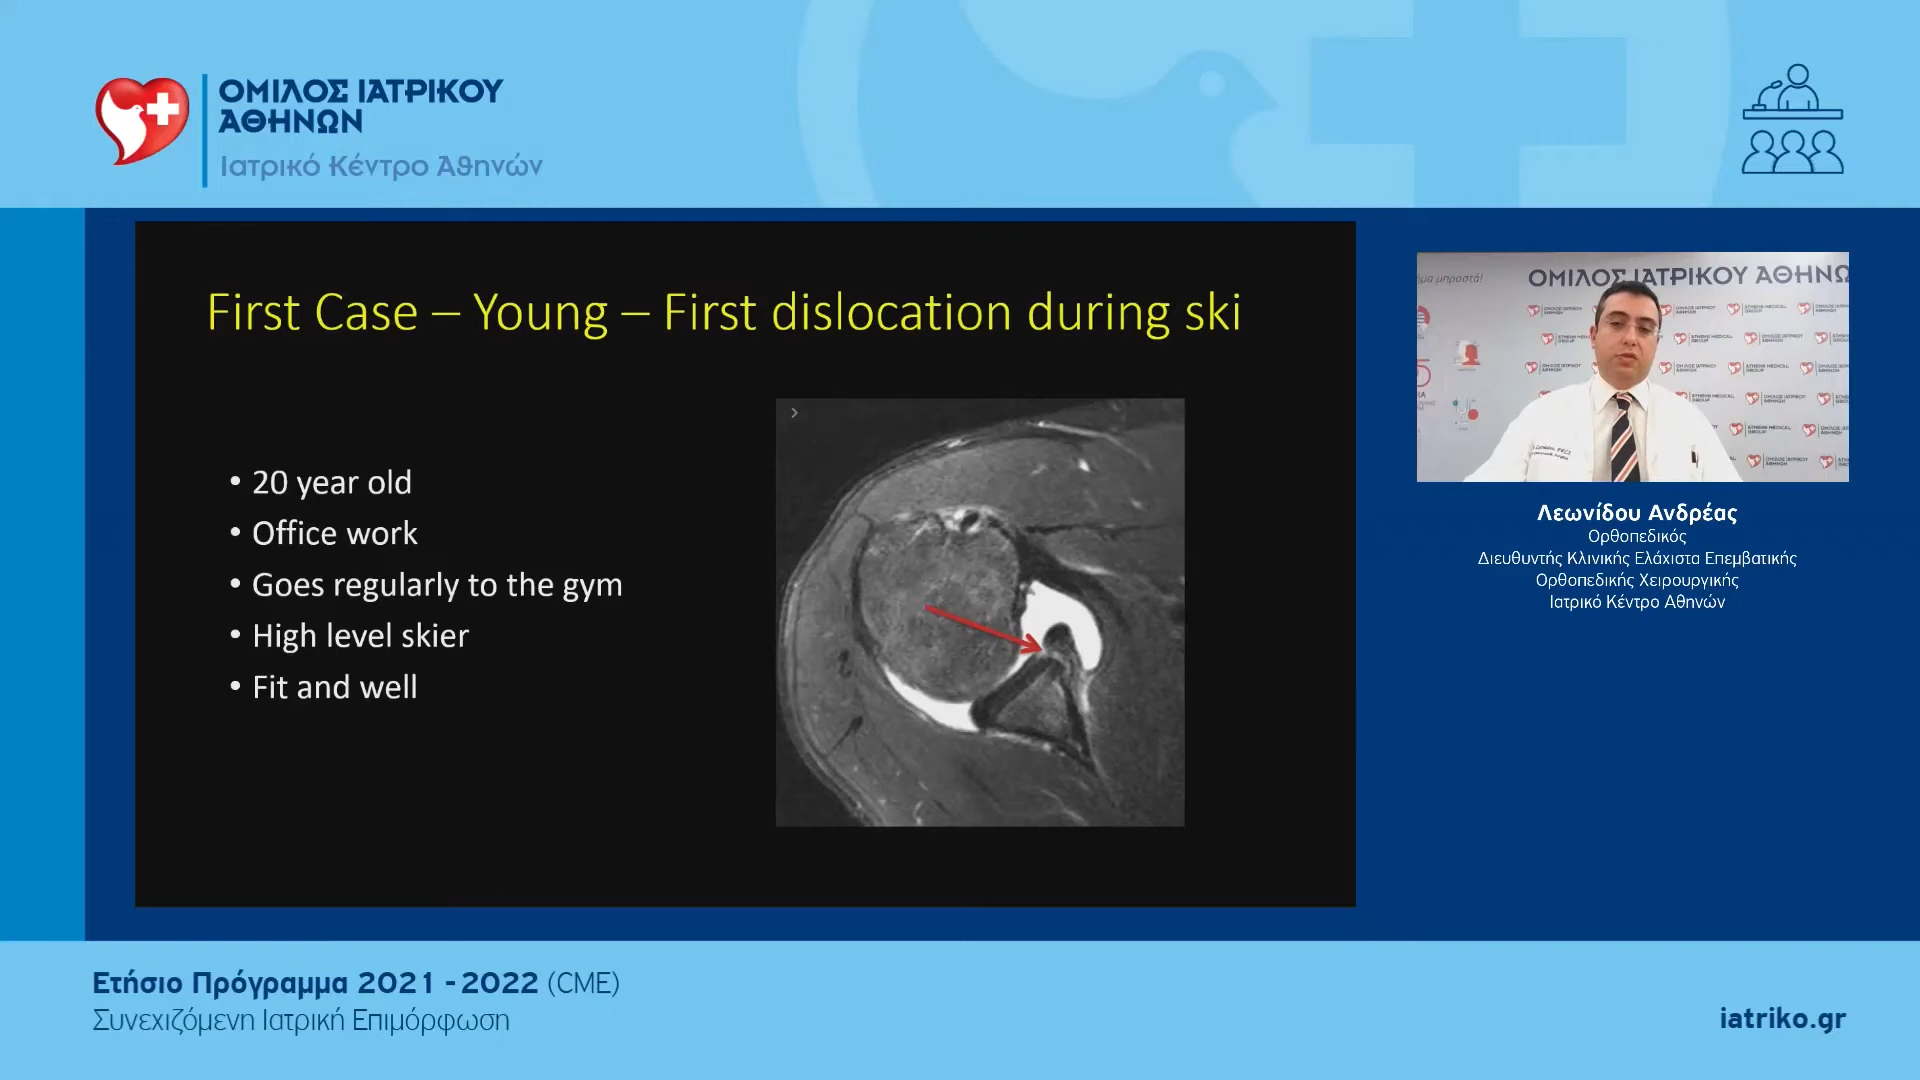 ΟΜΙΛΟΣ ΙΑΤΡΙΚΟΥ
ΑΘΗΝΩΝ
Ιατρικό Κέντρο Αθηνών
First Case – Young – First dislocation during ski
• 20 year old
• Office work
• Goes regularly to the gym
• High level skier
• Fit and well
μπροστά!
ΟΜΙΛΟΣ ΙΑΤΡΙΚΟΥ ΑΘΗΝΩ
Λεωνίδου Ανδρέας
Ορθοπεδικός
Διευθυντής Κλινικής Ελάχιστα Επεμβατικής
Ορθοπεδικής Χειρουργικής
Ιατρικό Κέντρο Αθηνών
Ετήσιο Πρόγραμμα 2021 - 2022 (CME)
Συνεχιζόμενη Ιατρική Επιμόρφωση
iatriko.gr